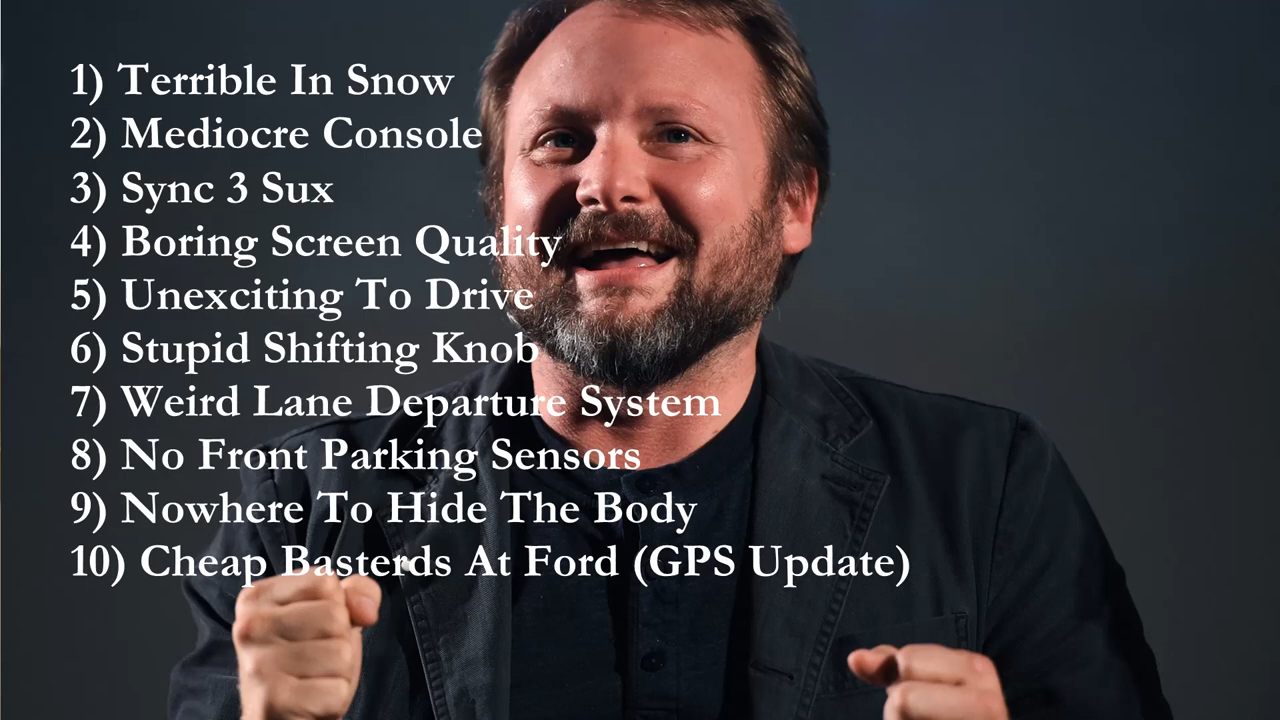 1) Terrible In Snow
2) Mediocre Console
3) Sync 3 Sux
4) Boring Screen Quality
5) Unexciting To Drive
6) Stupid Shifting Knob
7) Weird Lane Departure System
8) No Front Parking Sensors
9) Nowhere To Hide The Body
10) Cheap Basterds At Ford (GPS Update)